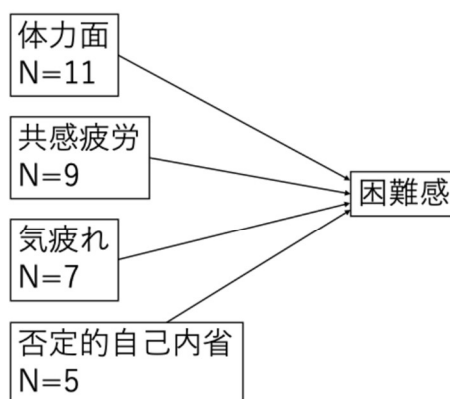 体力面
N=11
共感疲労
N=9
困難感
気疲れ
N=7
否定的自己内省
N=5